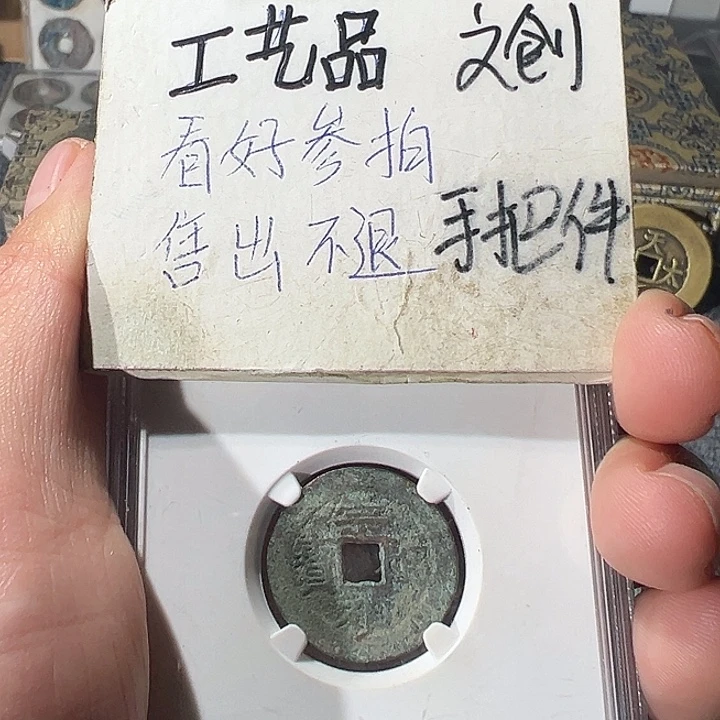 工艺品 文创
看好参拍
售出不退 手把件